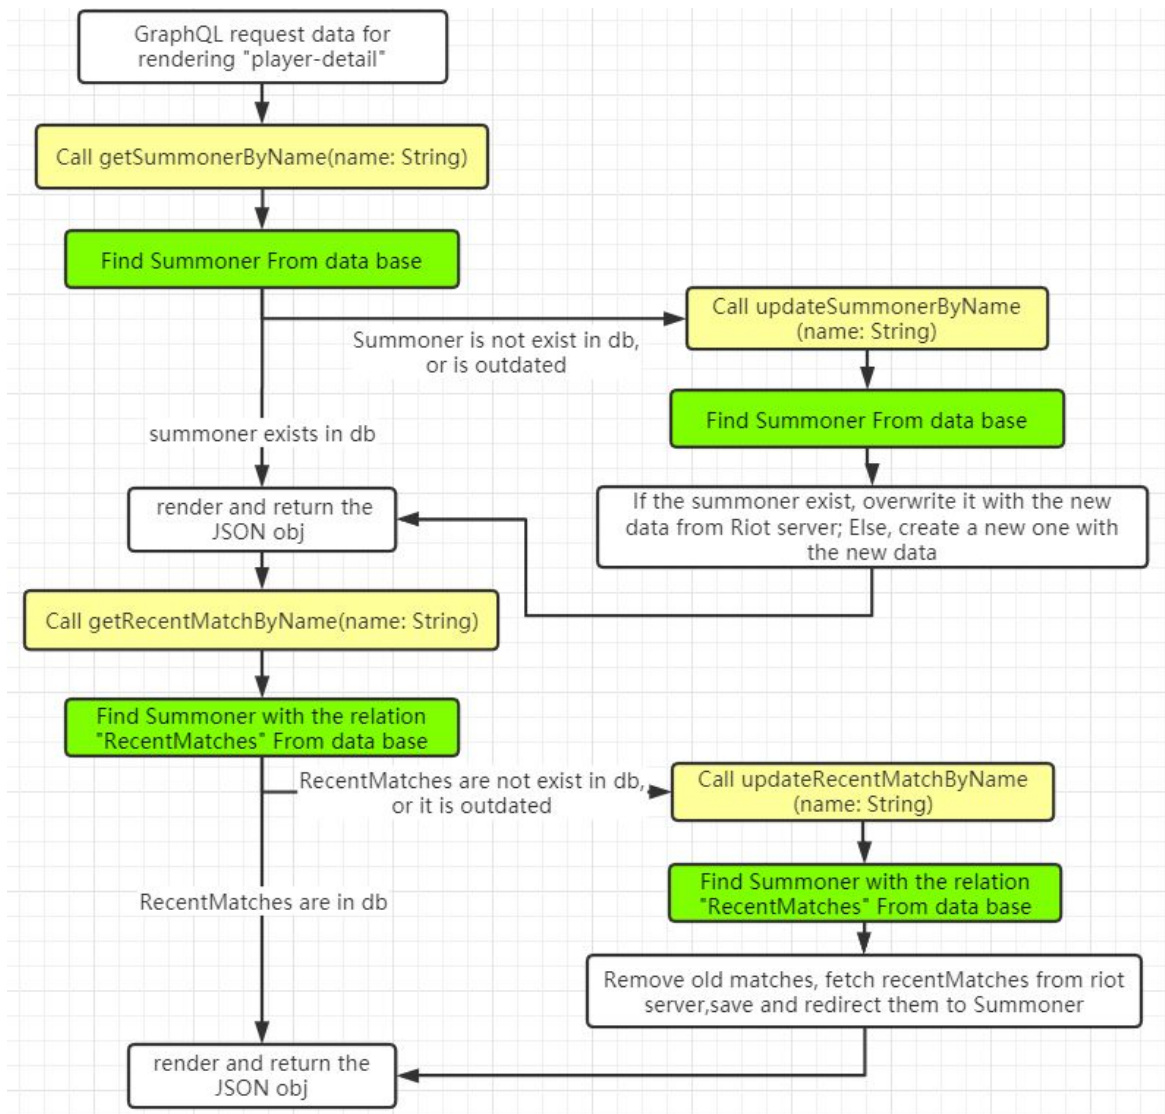 GraphQL request data for
rendering "player-detail"
Call getSummonerByName(name: String)
Find Summoner From data base
Call updateSummonerByName
(name: String)
Summoner is not exist in db,
or is outdated
Find Summoner From data base
summoner exists in db
If the summoner exist, overwrite it with the new
data from Riot server; Else, create a new one with
the new data
render and return the
JSON obj
Call getRecentMatchByName(name: String)
Find Summoner with the relation
"RecentMatches" From data base
RecentMatches are not exist in db,
or it is outdated
Call updateRecentMatchByName
(name: String)
Find Summoner with the relation
"RecentMatches" From data base
RecentMatches are in db
Remove old matches, fetch recentMatches from riot
server,save and redirect them to Summoner
render and return the
JSON obj